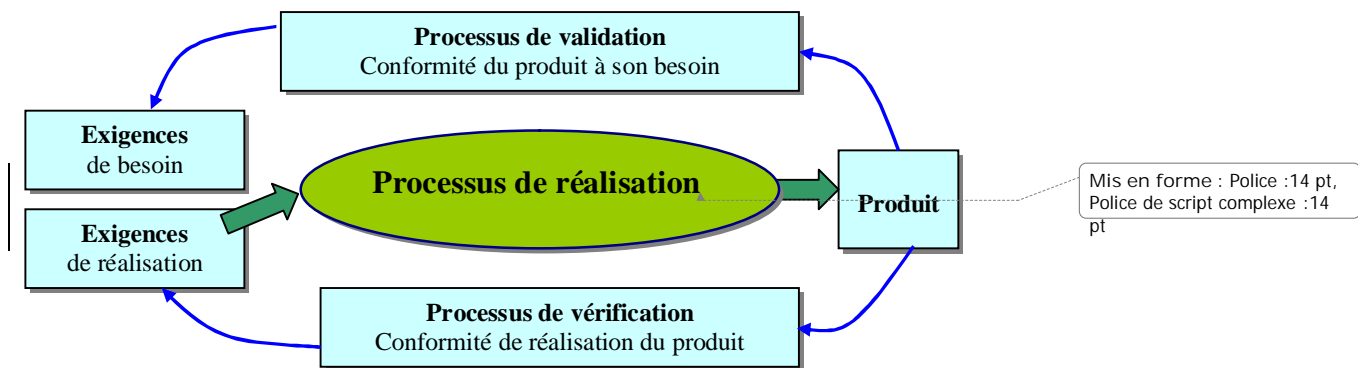 Processus de validation
Conformité du produit à son besoin
Exigences
de besoin
Processus de réalisation
Produit
Mis en forme : Police :14 pt,
Police de script complexe :14
pt
Exigences
de réalisation
Processus de vérification
Conformité de réalisation du produit